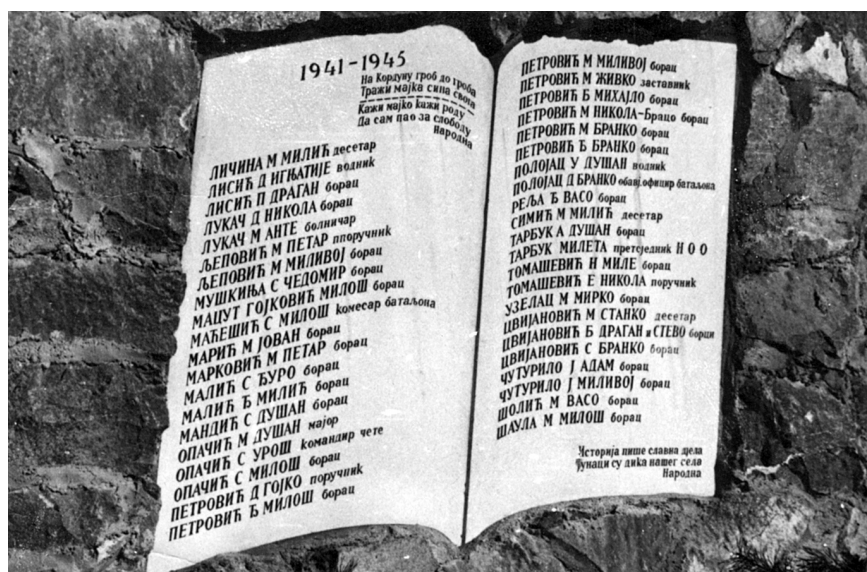 1941-1945
На Кордуну гроб до гроба
Тражи мајка сина свога
Кажи мајко кажи роду
Да сам пао за слободу
народна
ЛИЧИНА М МИЛИЋ десетар
ЛИСИЋ Д ИГЊАТИЈЕ водник
ЛИСИЋ П ДРАГАН борац
ЛУКАЧ Д НИКОЛА борац
ЛУКАЧ М АНТЕ болничар
ЉЕПОВИЋ М ПЕТАР ппоручник
ЉЕПОВИЋ М МИЛИВОЈ борац
МУШКИЊА С ЧЕДОМИР борац
МАЦУТ ГОЈКОВИЋ МИЛОШ борац
МАЋЕШИЋ С МИЛОШ комесар батаљона
МАРИЋ М ЈОВАН борац
МАРКОВИЋ М ПЕТАР борац
МАЛИЋ С ЂУРО борац
МАЛИЋ Ђ МИЛИЋ борац
МАНДИЋ С ДУШАН борац
ОПАЧИЋ М ДУШАН мајор
ОПАЧИЋ С УРОШ командир чете
ОПАЧИЋ С МИЛОШ борац
ПЕТРОВИЋ Д ГОЈКО поручник
ПЕТРОВИЋ Ђ МИЛОШ борац
ПЕТРОВИЋ М МИЛИВОЈ борац
ПЕТРОВИЋ М ЖИВКО заставник
ПЕТРОВИЋ Б МИХАЈЛО борац
ПЕТРОВИЋ М НИКОЛА-Брацо борац
ПЕТРОВИЋ М БРАНКО борац
ПЕТРОВИЋ Ђ БРАНКО борац
ПОЛОЈАЦ У ДУШАН водник
ПОЛОЈАЦ Д БРАНКО обавј.официр батаљона
РЕЉА Ђ ВАСО борац
СИМИЋ М МИЛИЋ десетар
ТАРБУК А ДУШАН борац
ТАРБУК МИЛЕТА претсједник Н О О
ТОМАШЕВИЋ Н МИЛЕ борац
ТОМАШЕВИЋ Е НИКОЛА поручник
УЗЕЛАЦ М МИРКО борац
ЦВИЈАНОВИЋ М СТАНКО десетар
ЦВИЈАНОВИЋ Б ДРАГАН и СТЕВО борци
ЦВИЈАНОВИЋ С БРАНКО борац
ЧУТУРИЛО Ј АДАМ борац
ЧУТУРИЛО Ј МИЛИВОЈ борац
ШОЛИЋ М ВАСО борац
ШАУЛА М МИЛОШ борац
Историја пише славна дјела
Јунаци су дика нашег села
Народна